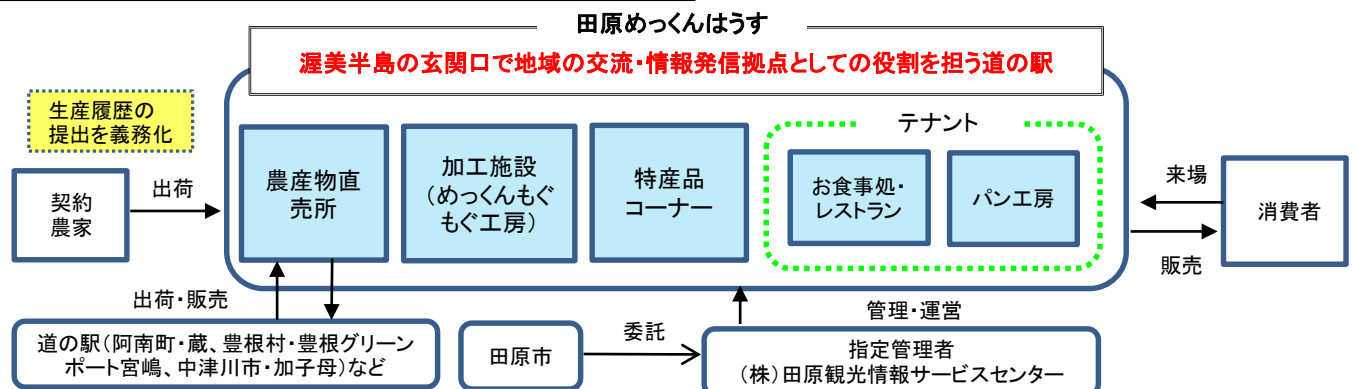 田原めっくんはうす
渥美半島の玄関口で地域の交流・情報発信拠点としての役割を担う道の駅
生産履歴の
提出を義務化
契約
農家
出荷
農産物直
売所
加工施設
(めっくんもぐ
もぐ工房)
特産品
コーナー
テナント
お食事処・
レストラン
パン工房
来場
消費者
販売
出荷・販売
道の駅(阿南町・蔵、豊根村・豊根グリーン
ポート宮嶋、中津川市・加子母)など
田原市
委託
管理・運営
指定管理者
(株)田原観光情報サービスセンター